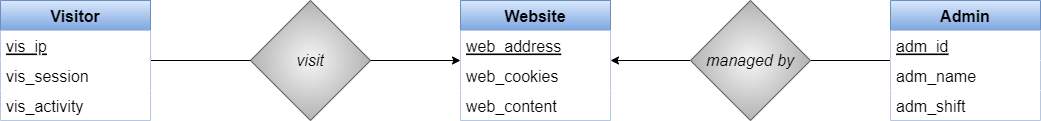 Visitor
vis_ip
vis_session
vis_activity
visit
Website
web_address
web_cookies
web_content
managed by
Admin
adm_id
adm_name
adm_shift